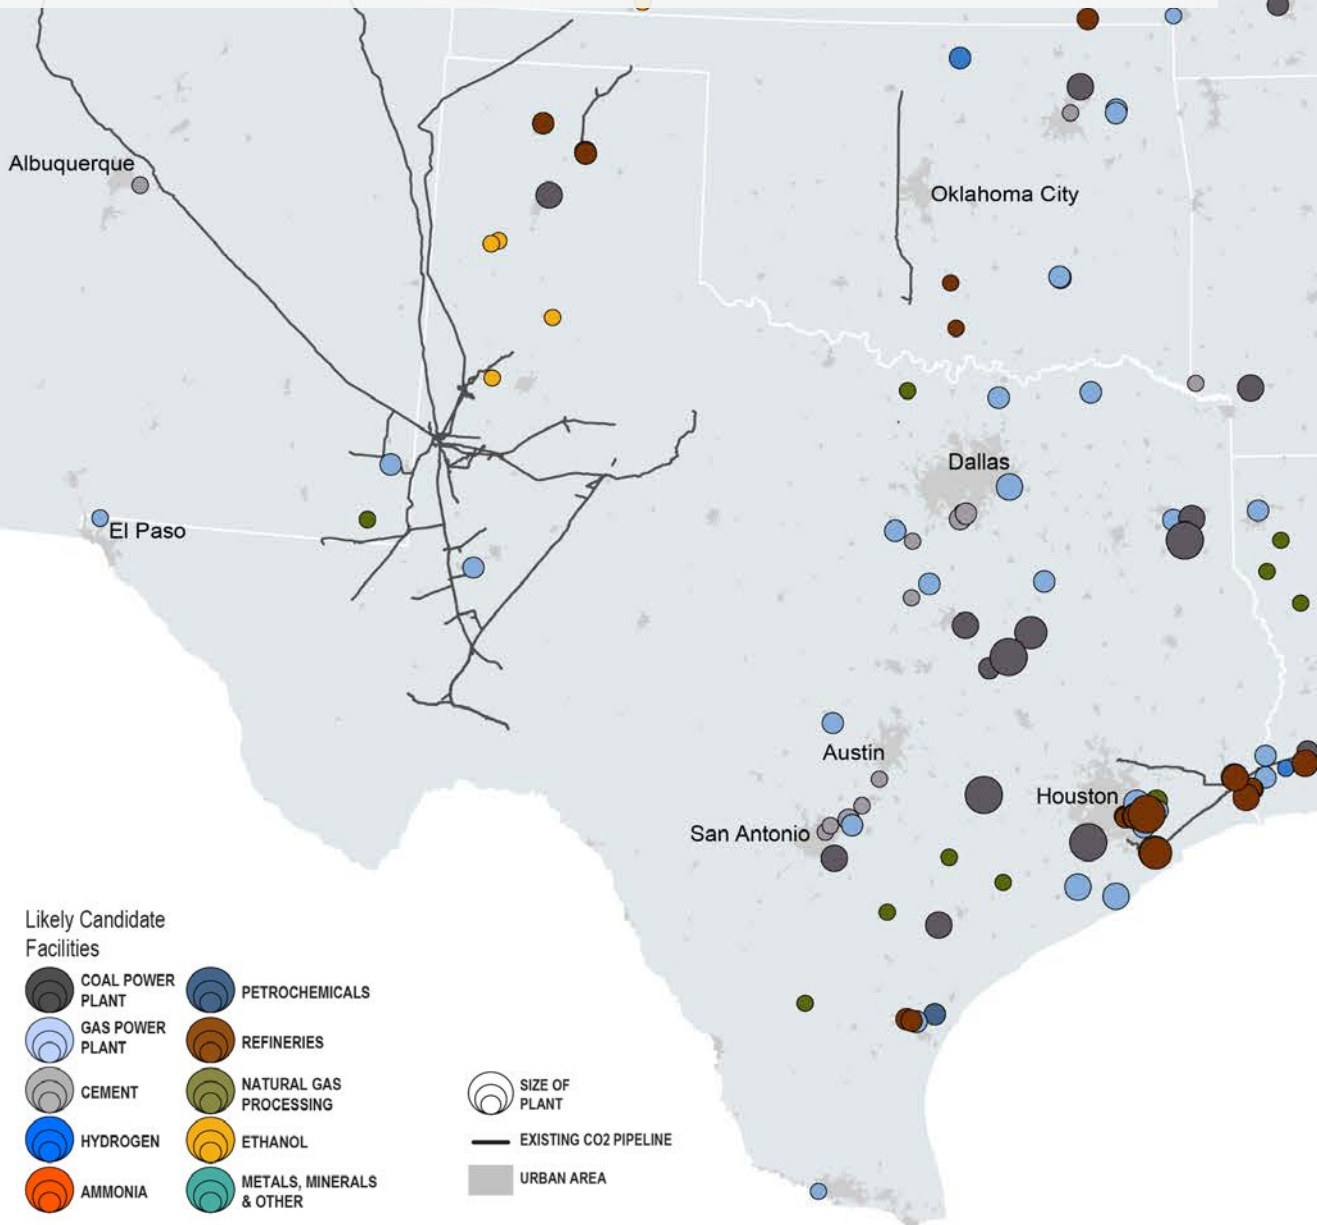 Albuquerque
Oklahoma City
Dallas
El Paso
Austin
Houston
San Antonio
Likely Candidate
Facilities
COAL POWER
PLANT
GAS POWER
PLANT
CEMENT
HYDROGEN
AMMONIA
PETROCHEMICALS
REFINERIES
NATURAL GAS
PROCESSING
ETHANOL
METALS, MINERALS
& OTHER
SIZE OF
PLANT
EXISTING CO2 PIPELINE
URBAN AREA